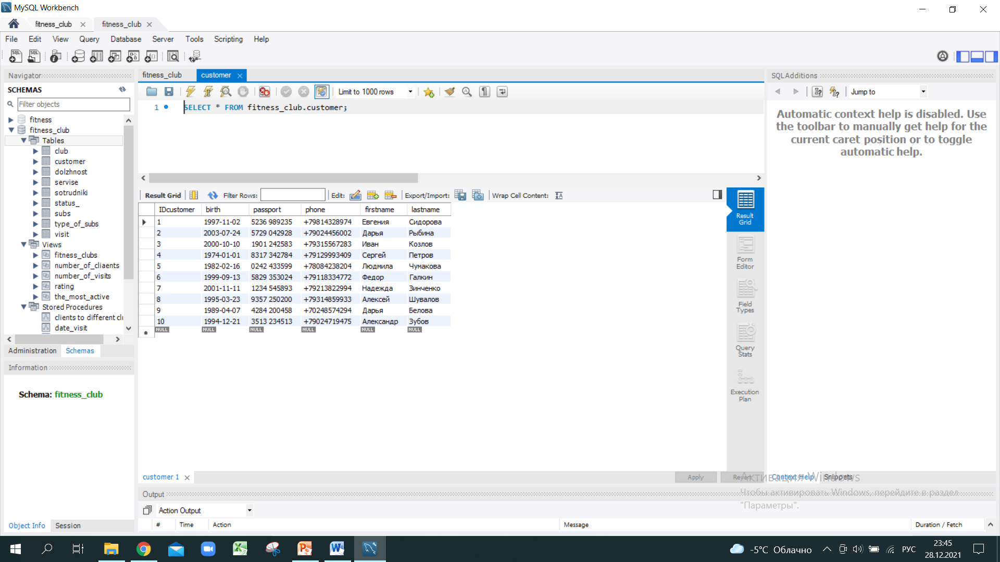 MySQL Workbench
fitness_club
fitness_club
File Edit View Query Database Server Tools Scripting Help
Navigator
SCHEMAS
Filter objects
fitness
fitness_club
Tables
club
customer
dolzhnost
servise
sotrudniki
status_
subs
type_of_subs
visit
Views
fitness_clubs
number_of_cliaents
number_of_visits
rating
the_most_active
Stored Procedures
clients to different clu
date_visit
Administration Schemas
Information
Schema: fitness_club
Object Info Session
fitness_club customer
Limit to 1000 rows
1 SELECT * FROM fitness_club.customer;
Result Grid Filter Rows: Edit: Export/Import: Wrap Cell Content:
IDcustomer birth passport phone firstname lastname
1 1997-11-02 5236 989235 +79814328974 Евгения Сидорова
2 2003-07-24 5729 042928 +79024456002 Дарья Рыбина
3 2000-10-10 1901 242583 +79315567283 Иван Козлов
4 1974-01-01 8317 342784 +79129993409 Сергей Петров
5 1982-02-16 0242 433599 +78084238204 Людмила Чумакова
6 1999-09-13 5829 353024 +79118334772 Федор Галкин
7 2001-11-11 1234 545893 +79213822994 Надежда Зинченко
8 1995-03-23 9357 250200 +79314859933 Алексей Шувалов
9 1989-04-07 4284 200458 +70248574294 Дарья Белова
10 1994-12-21 3513 234513 +79024719475 Александр Зубов
NULL NULL NULL NULL NULL NULL
Result Grid
Form Editor
Field Types
Query Stats
Execution Plan
customer 1
Apply Revert
SQLAdditions
Jump to
Automatic context help is disabled. Use
the toolbar to manually get help for the
current caret position or to toggle
automatic help.
Context Help Snippets
Активация Windows
Чтобы активировать Windows, перейдите в раздел
"Параметры".
Output
Action Output
# Time Action Message Duration / Fetch
-5°C Облачно
РУС
23:45
28.12.2021